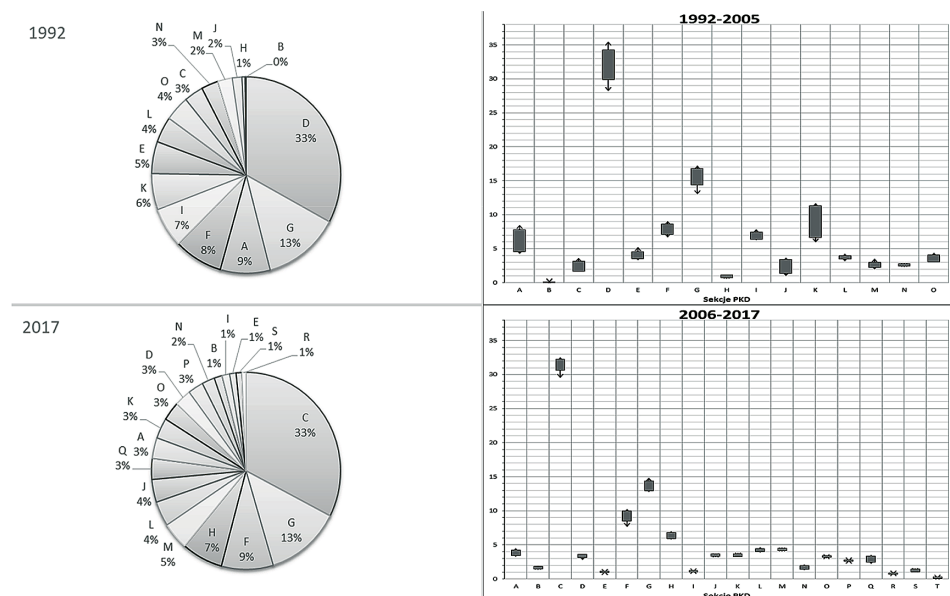 1992
N
3%
M
2%
J
2%
H
1%
B
0%
O
4%
C
3%
L
4%
E
5%
K
6%
I
7%
F
8%
A
9%
G
13%
D
33%
1992-2005
35
30
25
20
15
10
5
0
A B C D E F G H I J K L M N O
Sekcje PKD
2017
D
3%
P
3%
N
2%
B
1%
I
1%
E
1%
S
1%
R
1%
O
3%
K
3%
A
3%
Q
3%
J
4%
L
4%
M
5%
H
7%
F
9%
G
13%
C
33%
2006-2017
35
30
25
20
15
10
5
0
A B C D E F G H I J K L M N O P Q R S T
Sekcje PKD